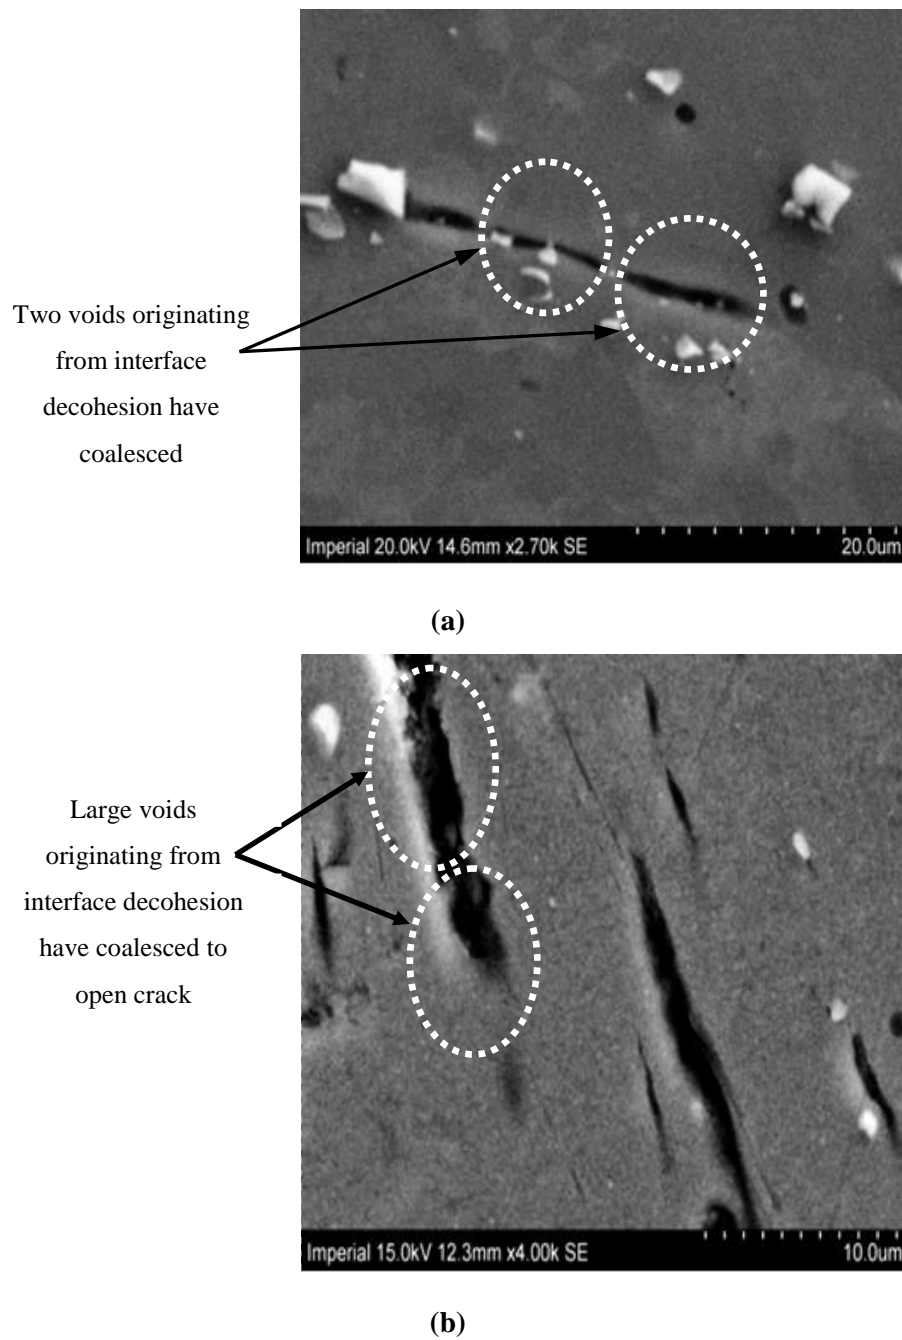 Two voids originating
from interface
decohesion have
coalesced
Imperial 20.0kV 14.6mm x2.70k SE 20.0um
(a)
Large voids
originating from
interface decohesion
have coalesced to
open crack
Imperial 15.0kV 12.3mm x4.00k SE 10.0um
(b)